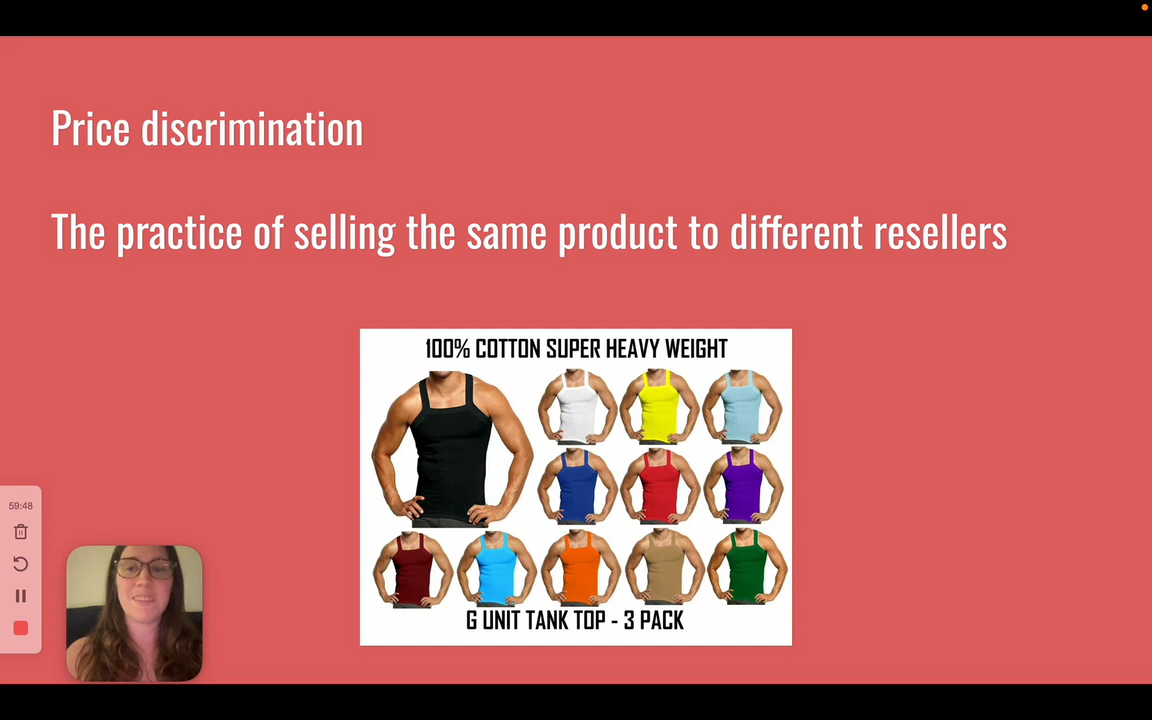 Price discrimination
The practice of selling the same product to different resellers
100% COTTON SUPER HEAVY WEIGHT
G UNIT TANK TOP - 3 PACK
59:48